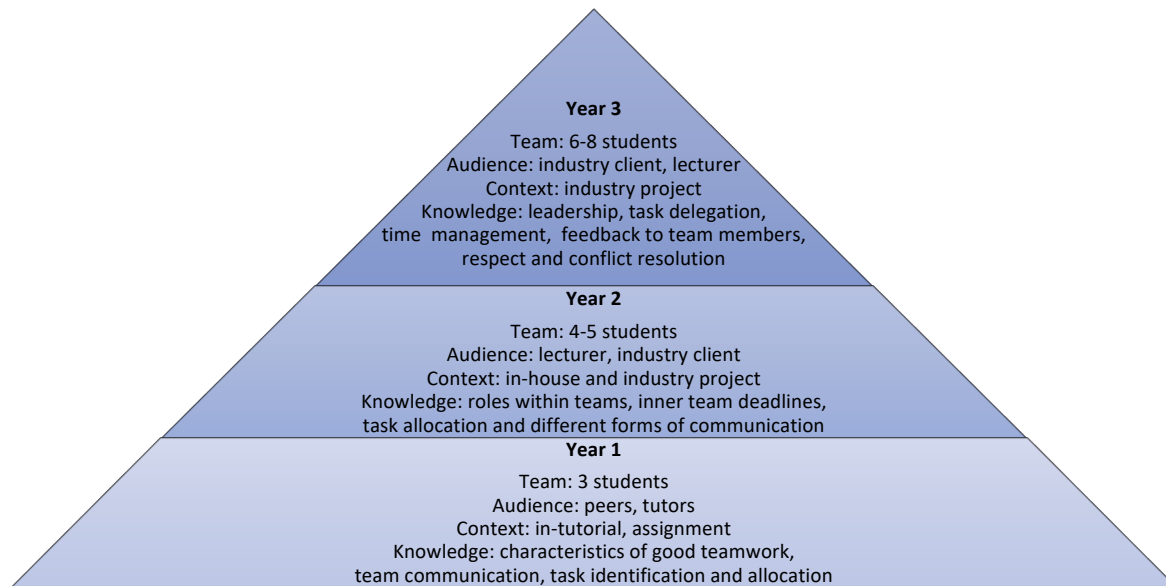 Year 3
Team: 6-8 students
Audience: industry client, lecturer
Context: industry project
Knowledge: leadership, task delegation,
time  management,  feedback to team members,
respect and conflict resolution
Year 2
Team: 4-5 students
Audience: lecturer, industry client
Context: in-house and industry project
Knowledge: roles within teams, inner team deadlines,
task allocation and different forms of communication
Year 1
Team: 3 students
Audience: peers, tutors
Context: in-tutorial, assignment
Knowledge: characteristics of good teamwork,
team communication, task identification and allocation